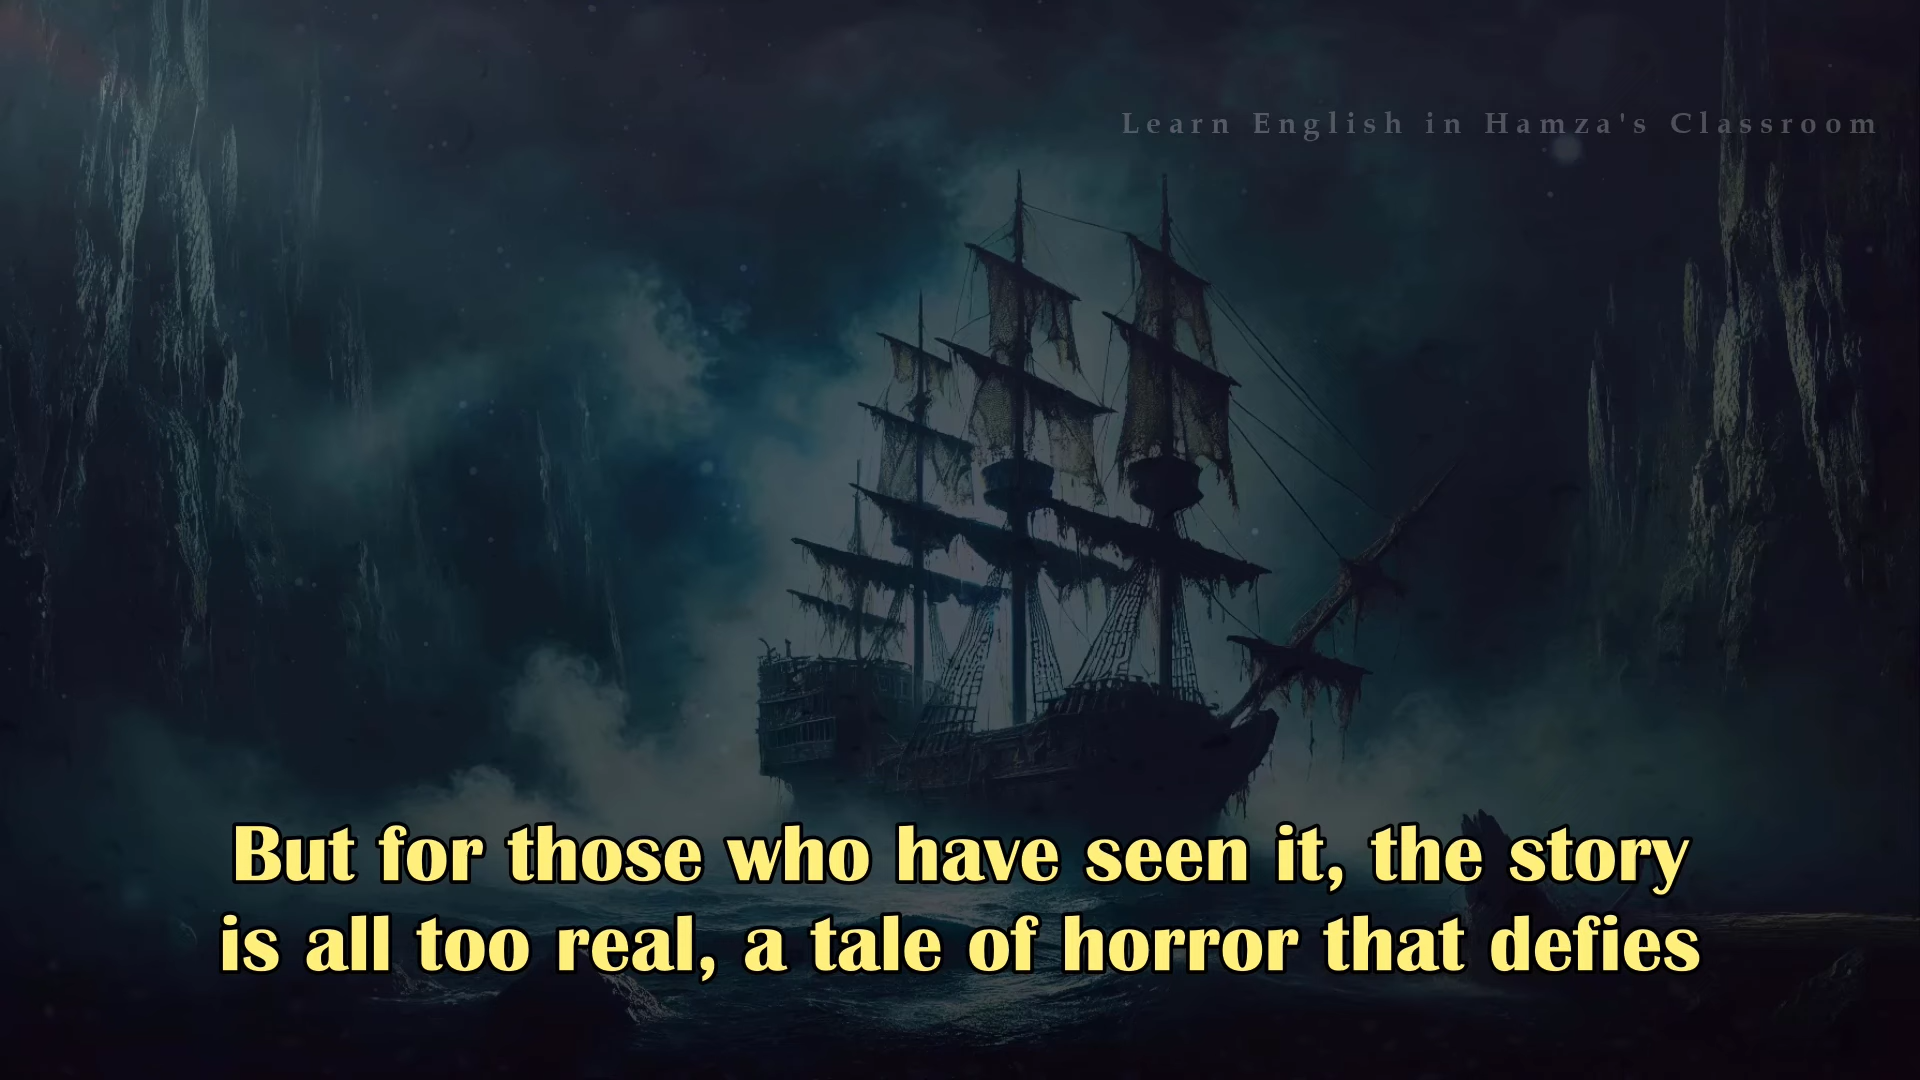 Learn English in Hamza's Classroom
But for those who have seen it, the story
is all too real, a tale of horror that defies